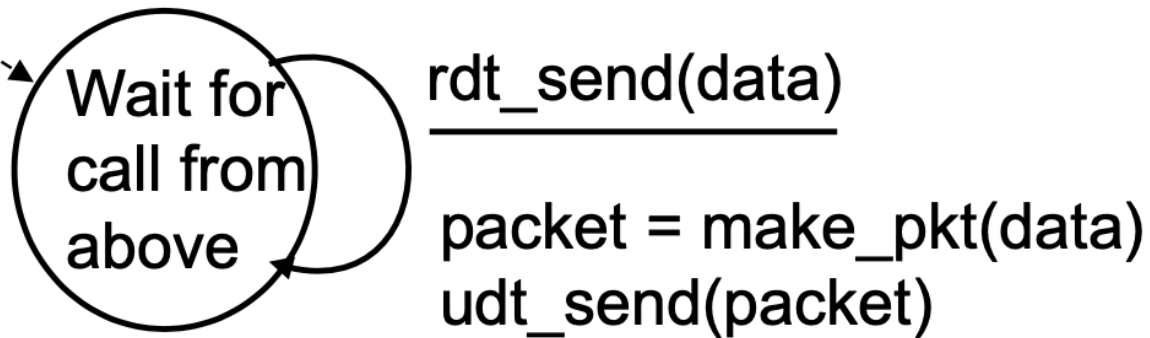 Wait for
call from
above
rdt_send(data)
packet = make_pkt(data)
udt_send(packet)